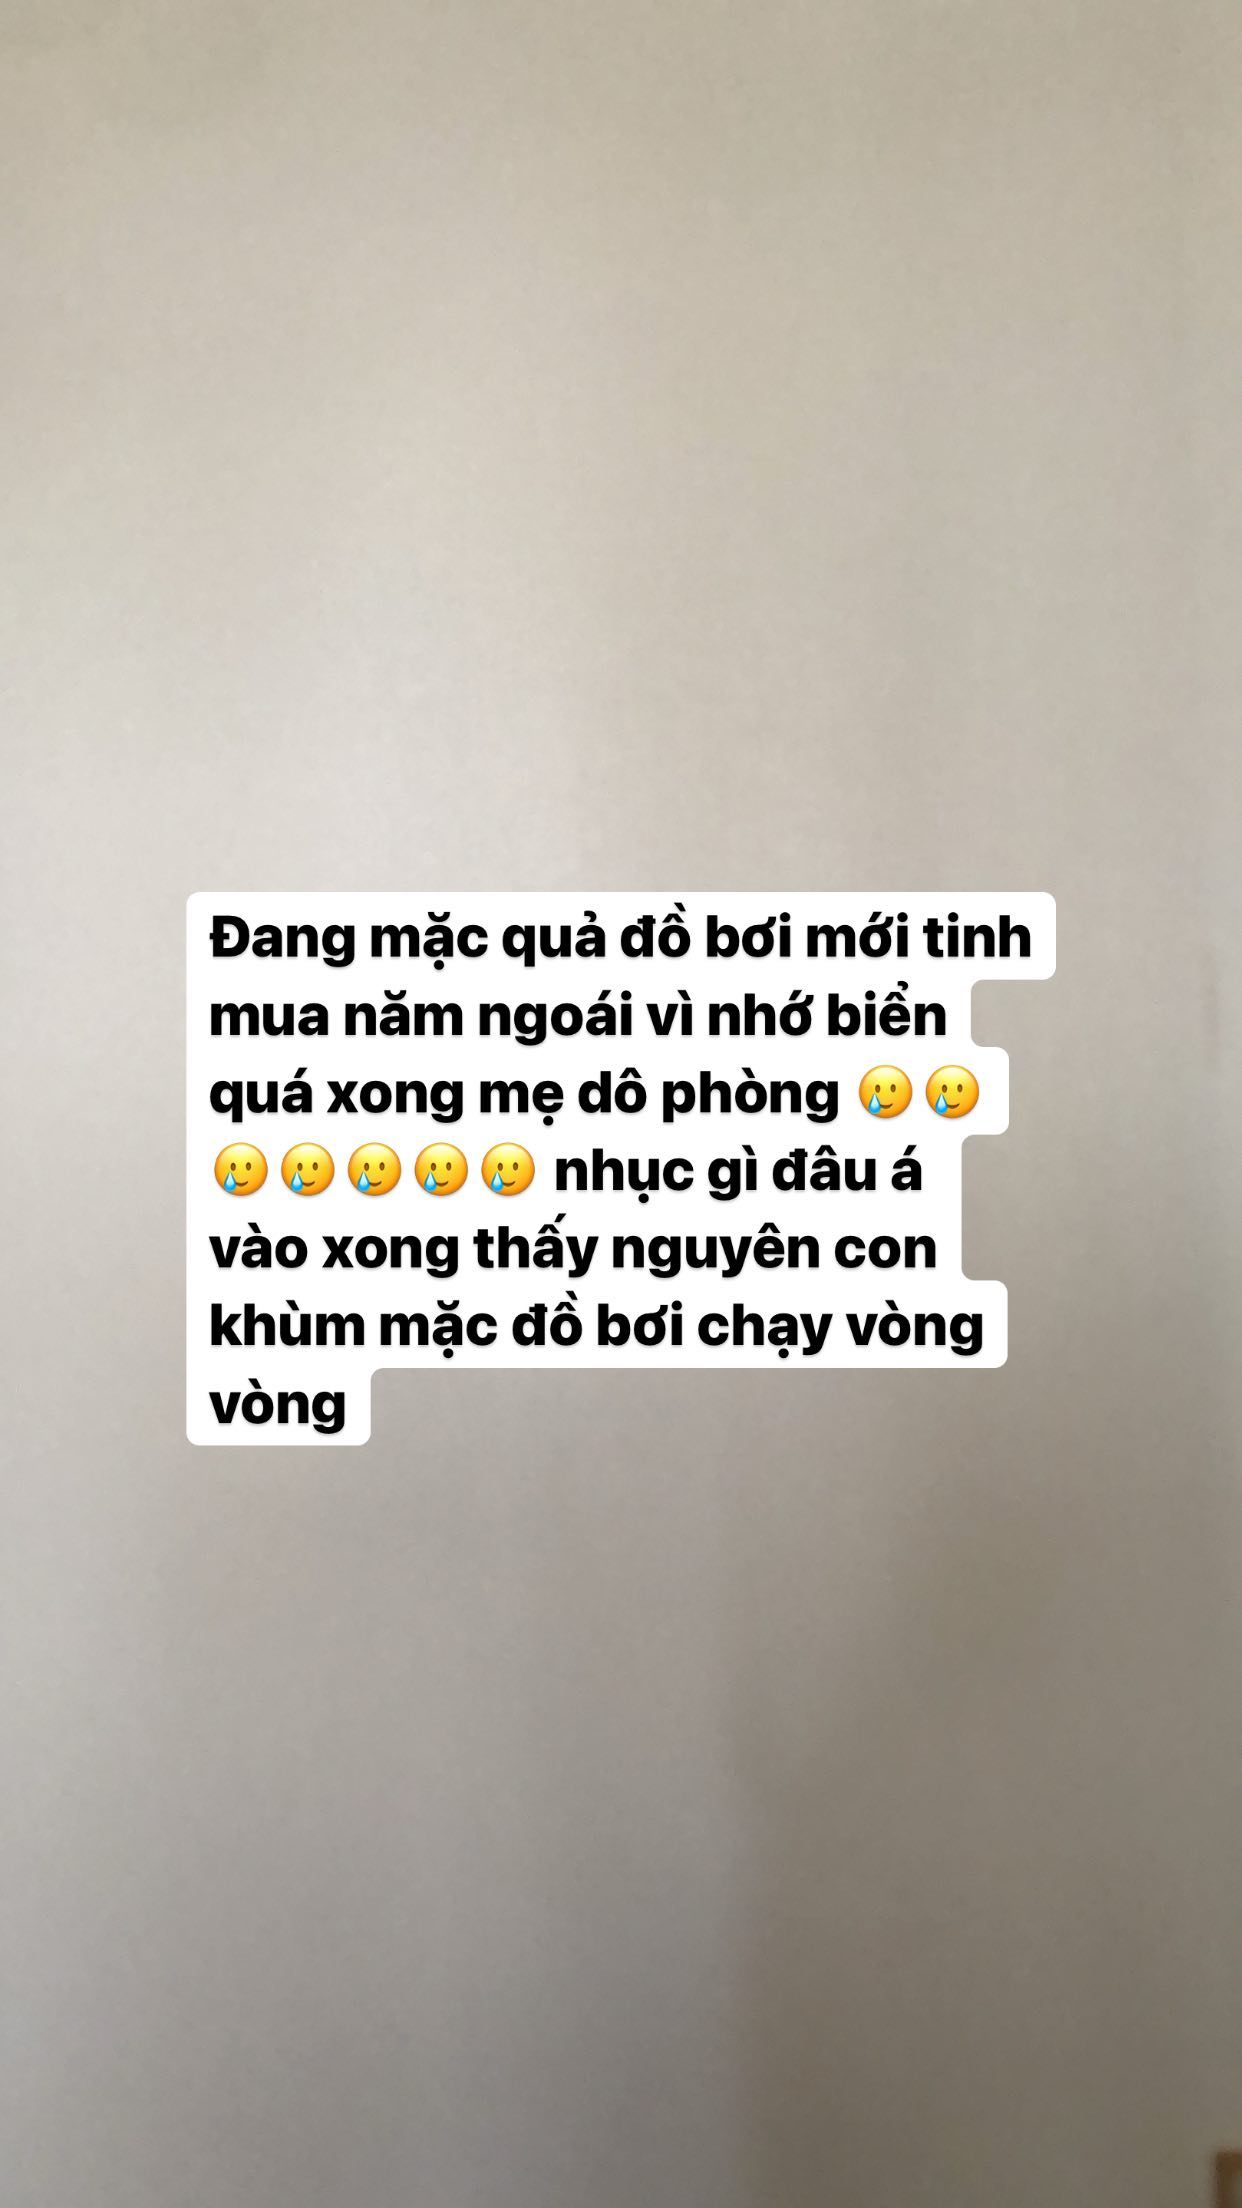 Đang mặc quả đồ bơi mới tinh
mua năm ngoái vì nhớ biển
quá xong mẹ dô phòng 🥲🥲
🥲🥲🥲🥲🥲 nhục gì đâu á
vào xong thấy nguyên con
khùm mặc đồ bơi chạy vòng
vòng